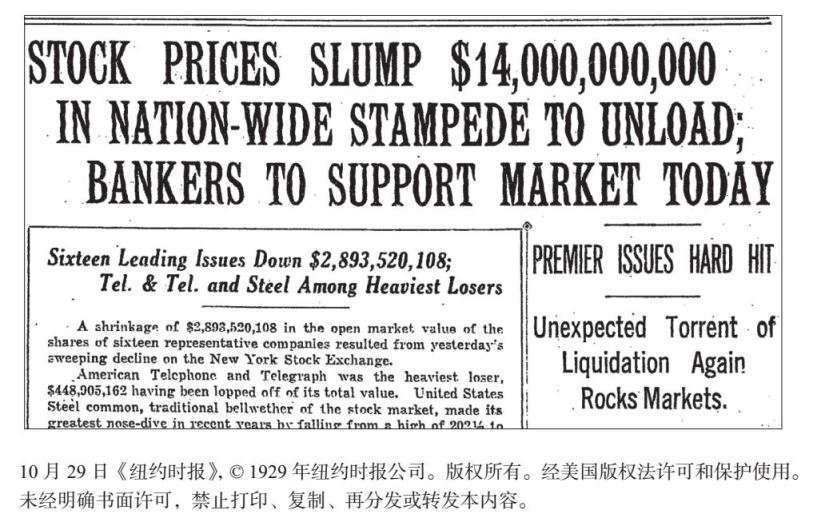 STOCK PRICES SLUMP $14,000,000,000
IN NATION-WIDE STAMPEDE TO UNLOAD;
BANKERS TO SUPPORT MARKET TODAY
Sixteen Leading Issues Down $2,893,520,108;
Tel. & Tel. and Steel Among Heaviest Losers
A shrinkage of $2,893,520,108 in the open market value of the
shares of sixteen representative companies resulted from yesterday's
sweeping decline on the New York Stock Exchange.
American Telephone and Telegraph was the heaviest loser,
$448,905,162 having been lopped off of its total value. United States
Steel common, traditional bellwether of the stock market, made its
greatest nose-dive in recent years by falling from a high of 202½ to
PREMIER ISSUES HARD HIT
Unexpected Torrent of
Liquidation Again
Rocks Markets.
10 月 29 日《纽约时报》, © 1929 年纽约时报公司。版权所有。经美国版权法许可和保护使用。
未经明确书面许可，禁止打印、复制、再分发或转发本内容。